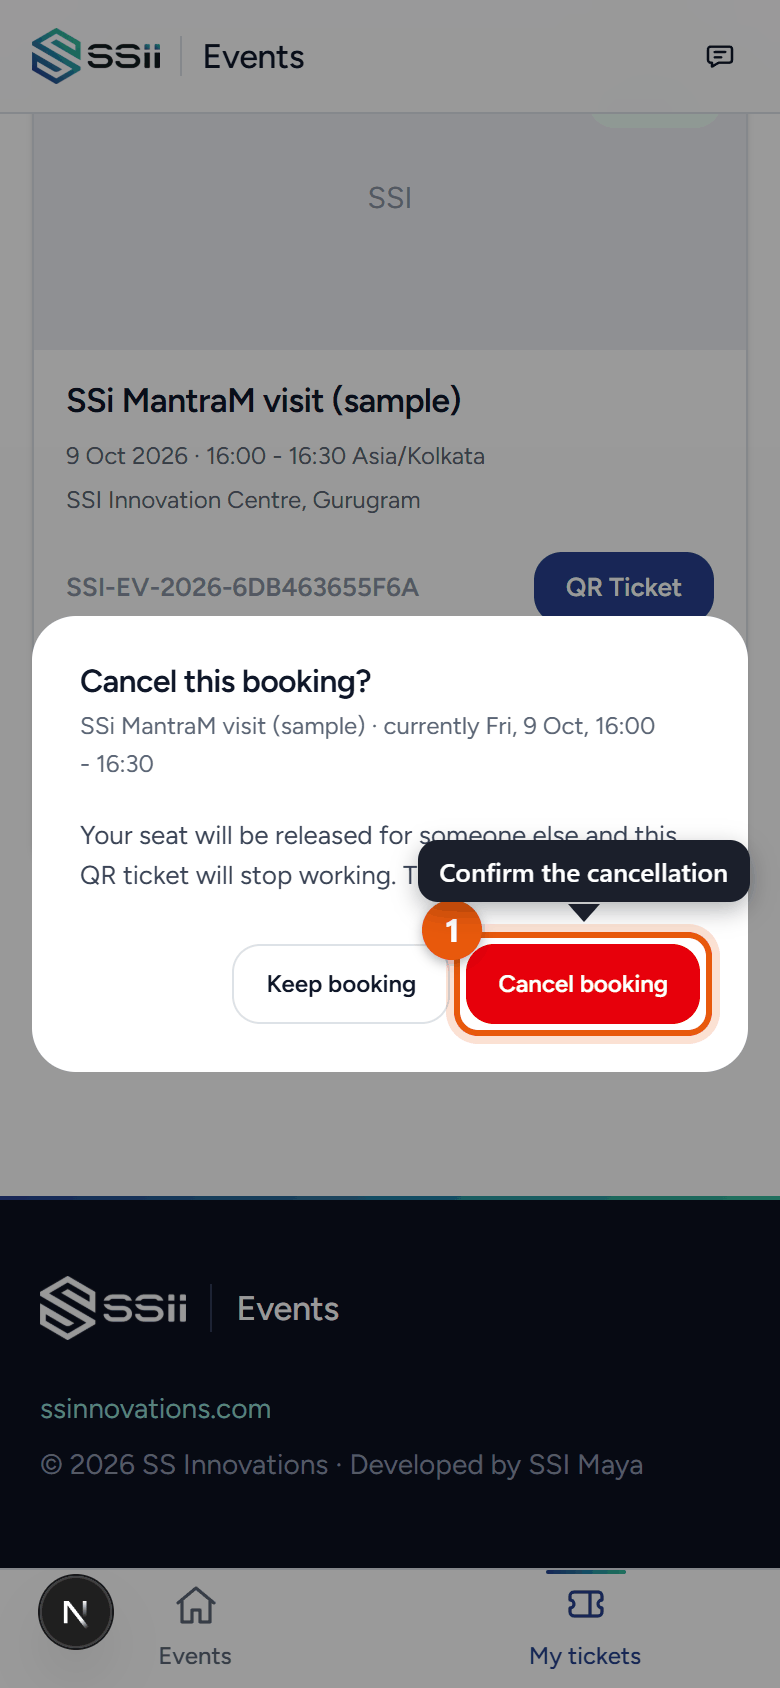 SSii Events
SSI
SSi MantraM visit (sample)
9 Oct 2026 · 16:00 - 16:30 Asia/Kolkata
SSI Innovation Centre, Gurugram
SSI-EV-2026-6DB463655F6A
QR Ticket
Cancel this booking?
SSi MantraM visit (sample) · currently Fri, 9 Oct, 16:00
- 16:30
Your seat will be released for someone else and this
QR ticket will stop working.
Confirm the cancellation
1
Keep booking
Cancel booking
SSii Events
ssinnovations.com
© 2026 SS Innovations · Developed by SSI Maya
N
Events
My tickets